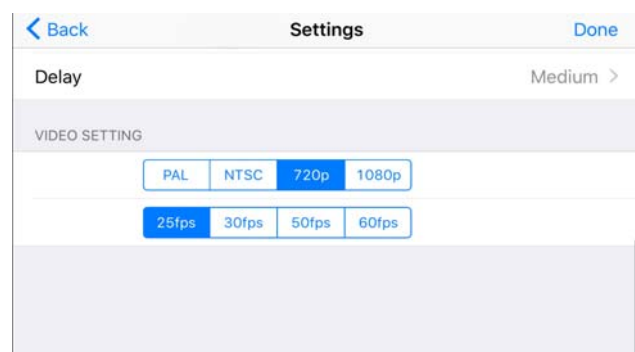 Back Settings Done
Delay Medium
VIDEO SETTING
PAL NTSC 720p 1080p
25fps 30fps 50fps 60fps